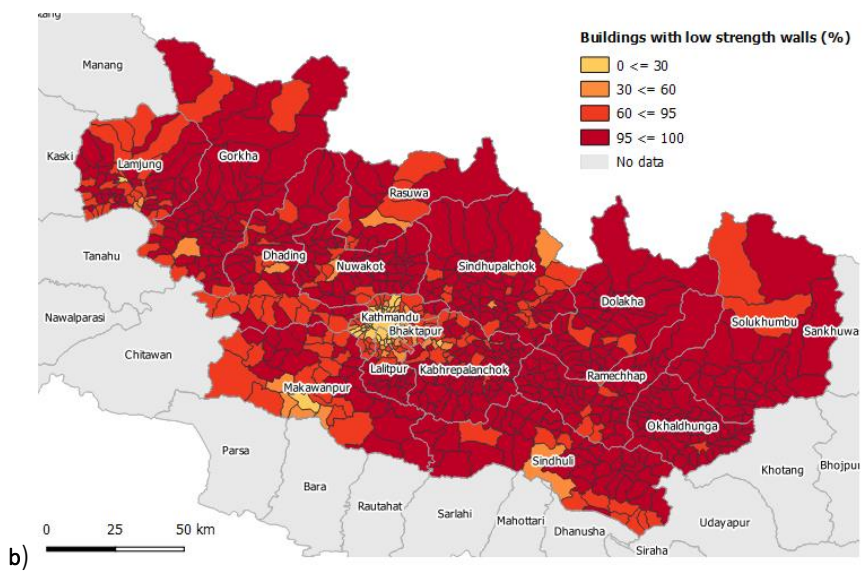 tang
Manang
Buildings with low strength walls (%)
0 <= 30
30 <= 60
60 <= 95
95 <= 100
No data
Kaski
Lamjung
Gorkha
Rasuwa
Tanahu
Dhading
Nuwakot
Sindhupalchok
Dolakha
Nawalparasi
Kathmandu
Bhaktapur
Solukhumbu
Sankhuwa
Chitawan
Lalitpur
Kabhrepalanchok
Ramechhap
Makawanpur
Okhaldhunga
Parsa
Sindhuli
Khotang
Bhojpur
Bara
Rautahat
Sarlahi
Mahottari
Udayapur
Dhanusha
Siraha
0 25 50 km
b)